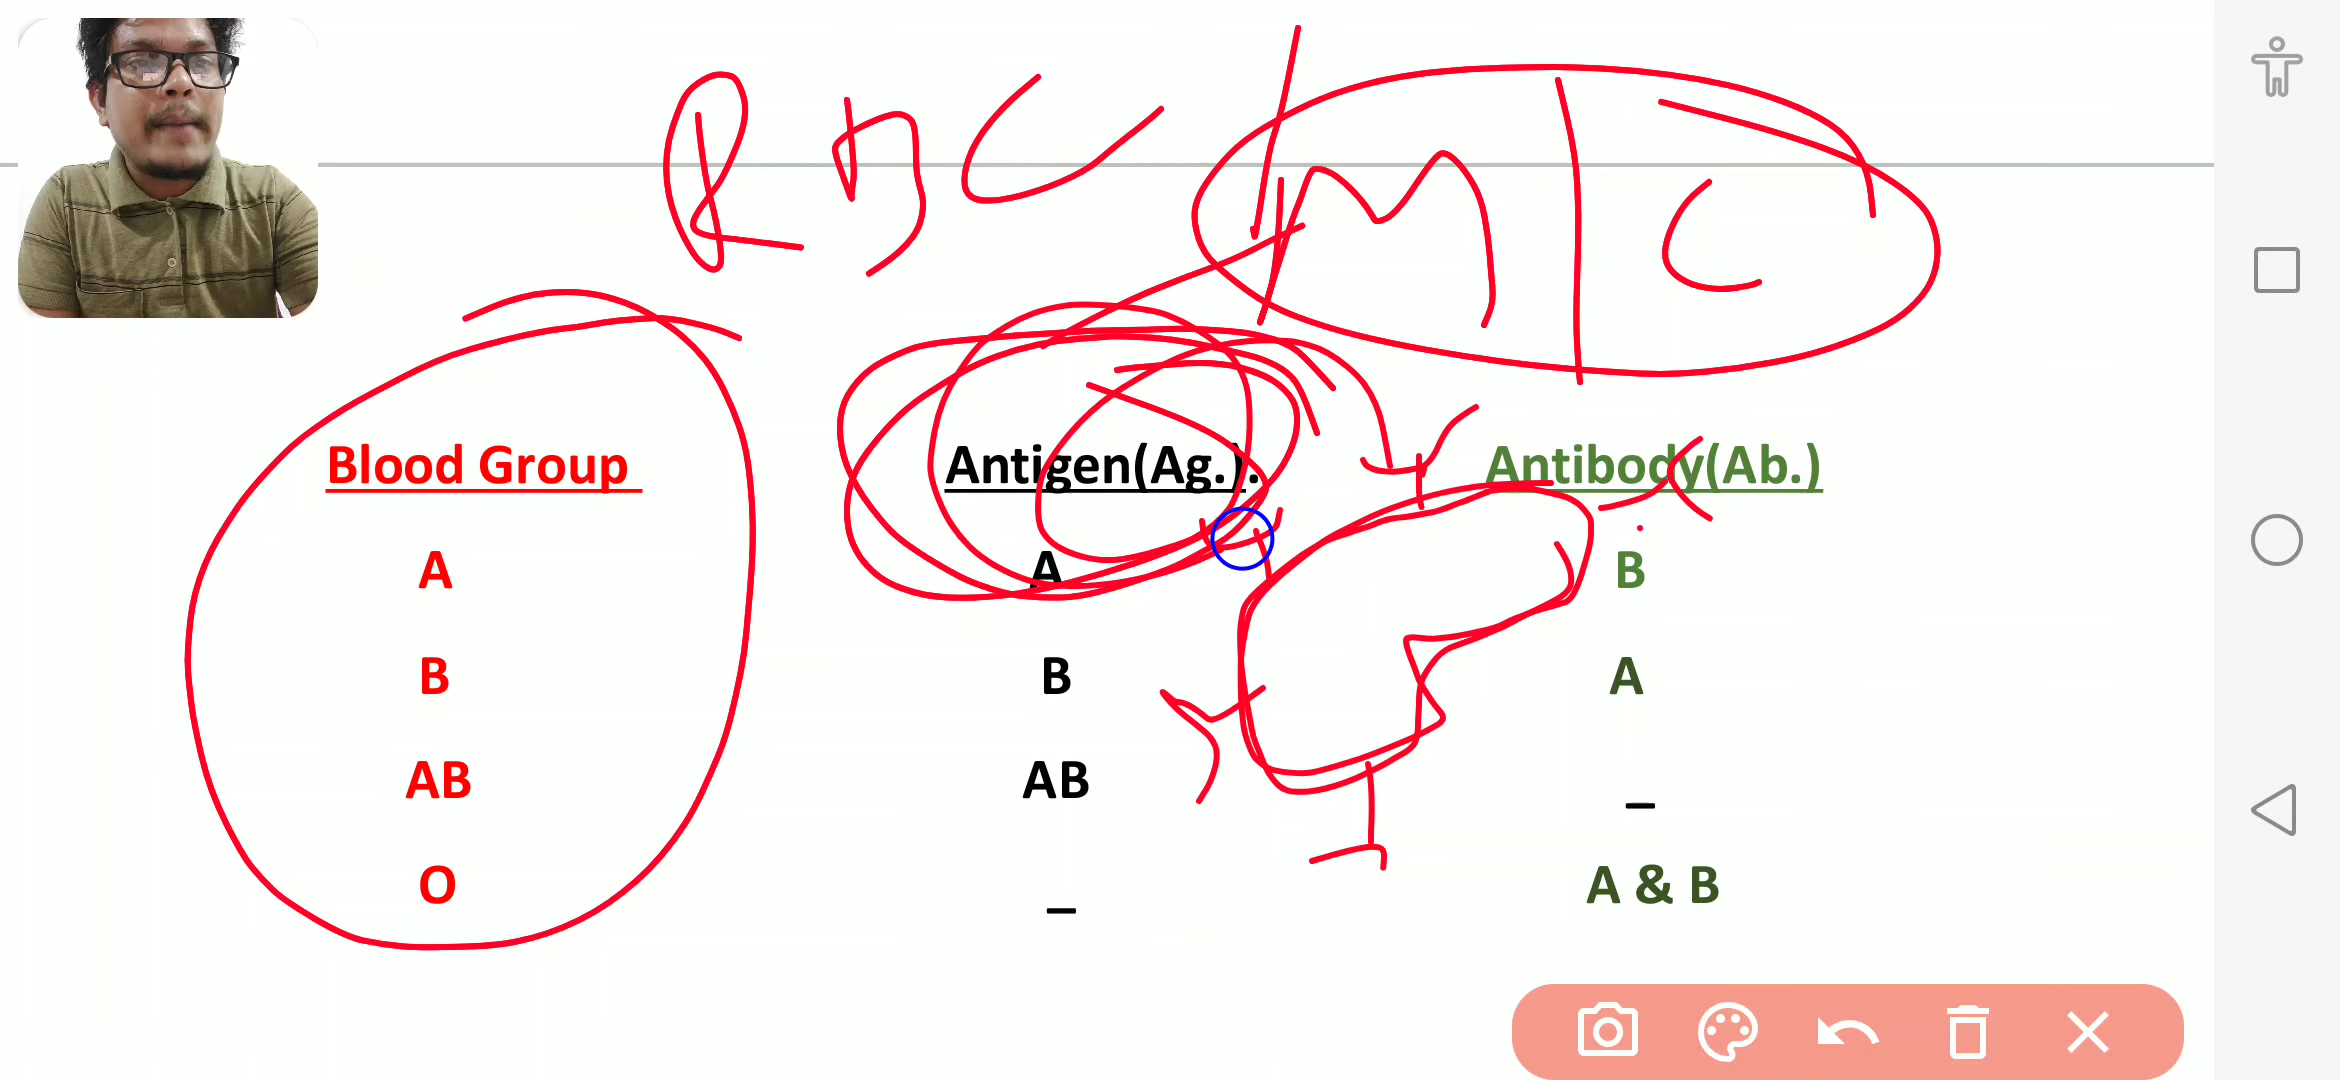 RBC
M C
Blood Group Antigen(Ag.). Antibody(Ab.)
A A B
B B A
AB AB –
O – A & B